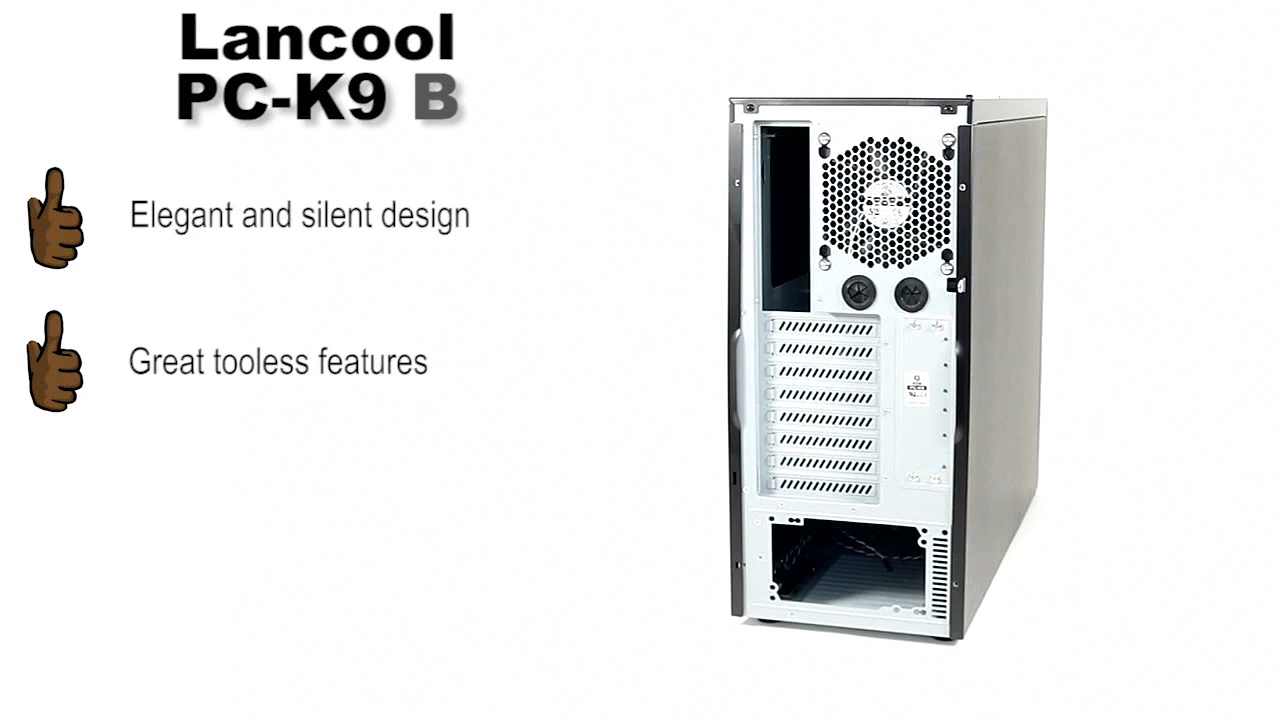 Lancool
PC-K9 B
Elegant and silent design
Great tooless features